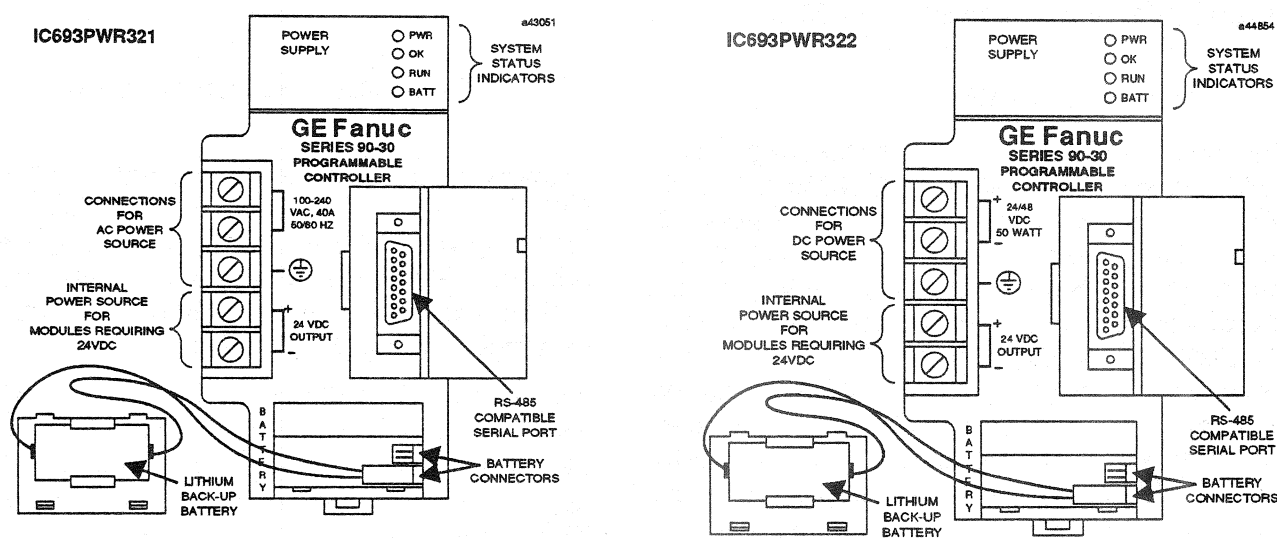 IC693PWR321
a43051
POWER
SUPPLY
PWR
OK
RUN
BATT
SYSTEM
STATUS
INDICATORS
GE Fanuc
SERIES 90-30
PROGRAMMABLE
CONTROLLER
CONNECTIONS
FOR
AC POWER
SOURCE
100-240
VAC, 40A
50/60 HZ
INTERNAL
POWER SOURCE
FOR
MODULES REQUIRING
24VDC
+
24 VDC
OUTPUT
-
RS-485
COMPATIBLE
SERIAL PORT
BATTERY
BATTERY
CONNECTORS
LITHIUM
BACK-UP
BATTERY
IC693PWR322
a44854
POWER
SUPPLY
PWR
OK
RUN
BATT
SYSTEM
STATUS
INDICATORS
GE Fanuc
SERIES 90-30
PROGRAMMABLE
CONTROLLER
CONNECTIONS
FOR
DC POWER
SOURCE
+
24/48
VDC
50 WATT
-
INTERNAL
POWER SOURCE
FOR
MODULES REQUIRING
24VDC
+
24 VDC
OUTPUT
-
RS-485
COMPATIBLE
SERIAL PORT
BATTERY
BATTERY
CONNECTORS
LITHIUM
BACK-UP
BATTERY